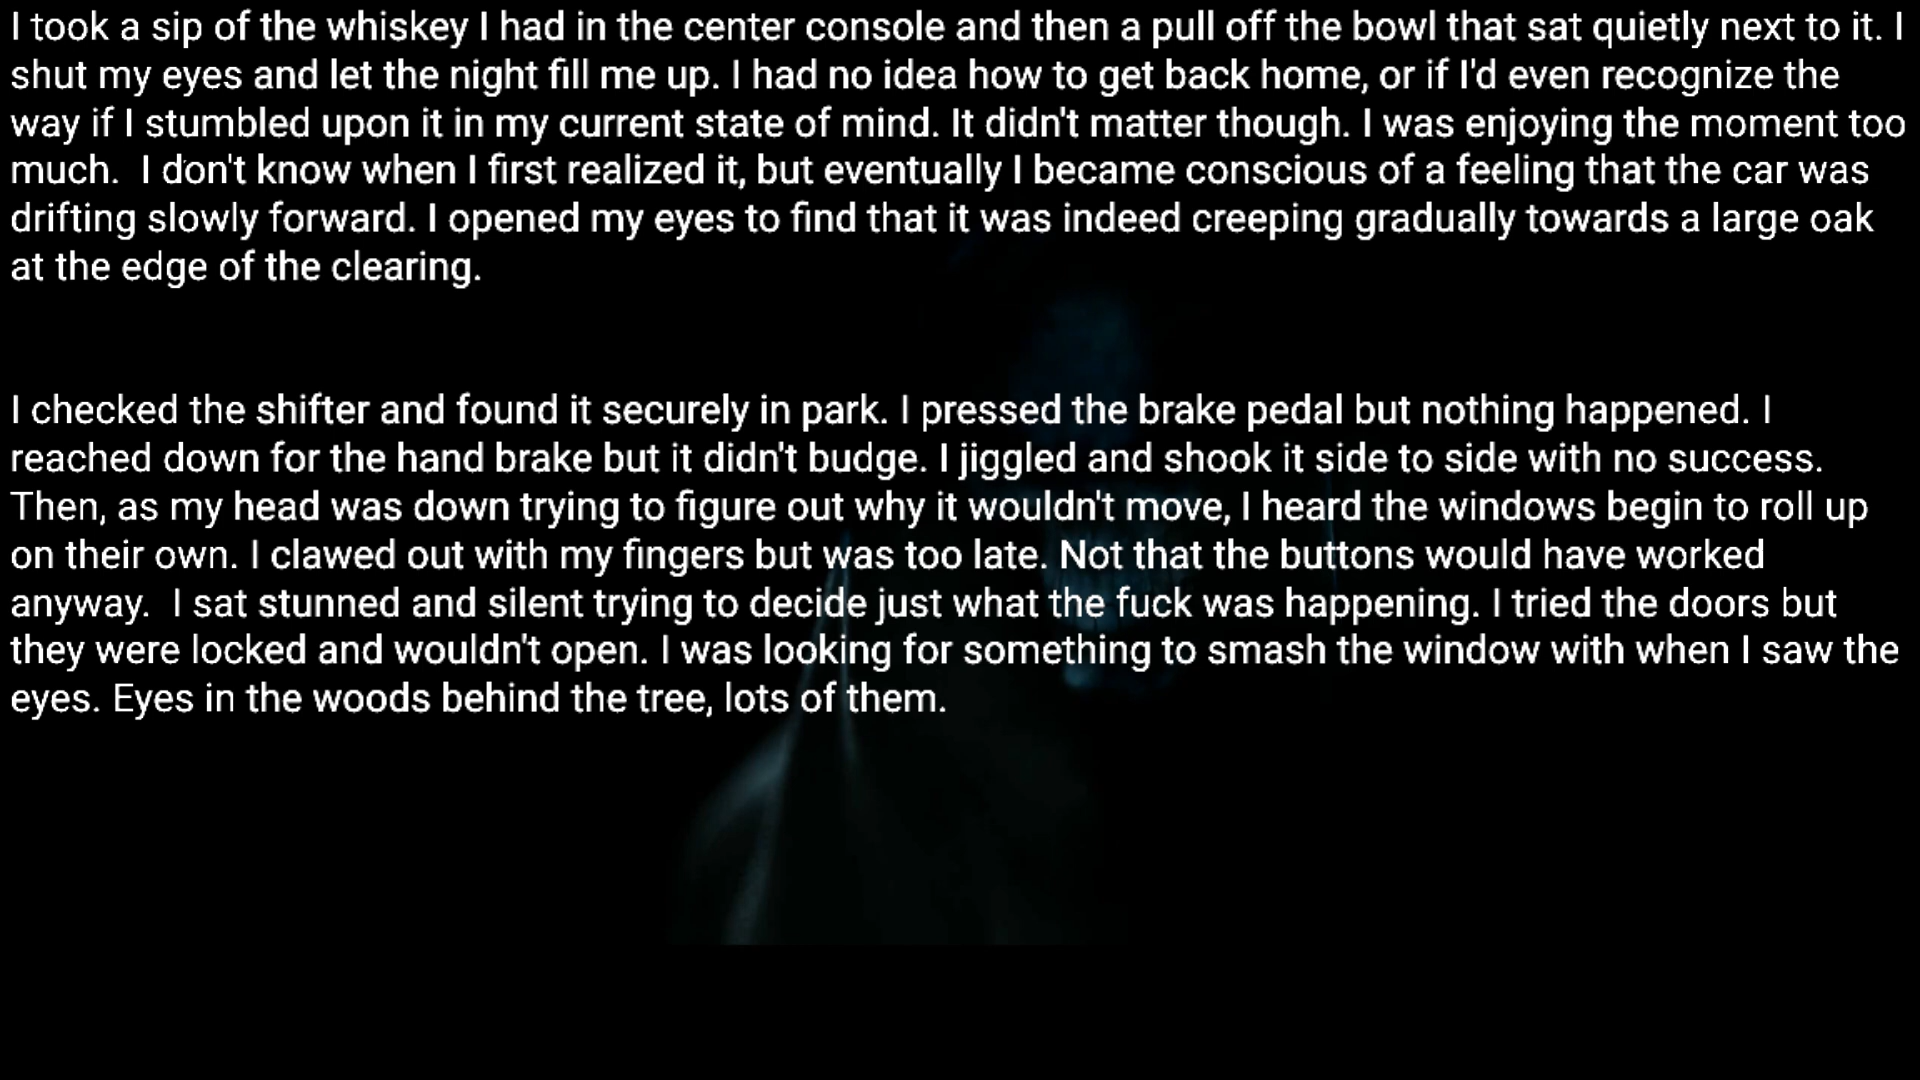 I took a sip of the whiskey I had in the center console and then a pull off the bowl that sat quietly next to it. I
shut my eyes and let the night fill me up. I had no idea how to get back home, or if I'd even recognize the
way if I stumbled upon it in my current state of mind. It didn't matter though. I was enjoying the moment too
much.  I don't know when I first realized it, but eventually I became conscious of a feeling that the car was
drifting slowly forward. I opened my eyes to find that it was indeed creeping gradually towards a large oak
at the edge of the clearing.
I checked the shifter and found it securely in park. I pressed the brake pedal but nothing happened. I
reached down for the hand brake but it didn't budge. I jiggled and shook it side to side with no success.
Then, as my head was down trying to figure out why it wouldn't move, I heard the windows begin to roll up
on their own. I clawed out with my fingers but was too late. Not that the buttons would have worked
anyway.  I sat stunned and silent trying to decide just what the fuck was happening. I tried the doors but
they were locked and wouldn't open. I was looking for something to smash the window with when I saw the
eyes. Eyes in the woods behind the tree, lots of them.